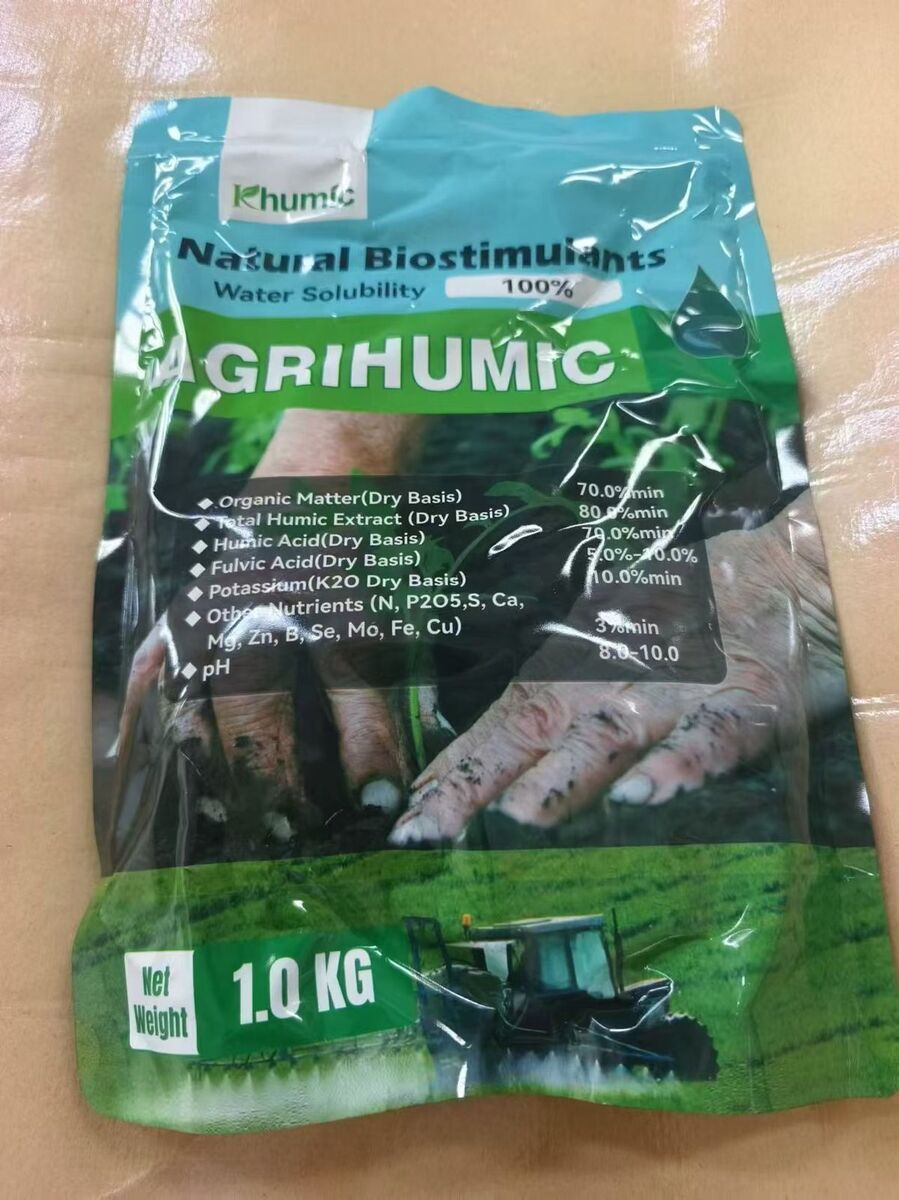 Khumic
Natural Biostimulants
Water Solubility 100%
AGRIHUMIC
◆ Organic Matter(Dry Basis) 70.0%min
◆ Total Humic Extract (Dry Basis) 80.0%min
◆ Humic Acid(Dry Basis) 70.0%min
◆ Fulvic Acid(Dry Basis) 5.0%-10.0%
◆ Potassium(K2O Dry Basis) 10.0%min
◆ Other Nutrients (N, P2O5,S, Ca,
Mg, Zn, B, Se, Mo, Fe, Cu) 3%min
◆ pH 8.0-10.0
Net
Weight
1.0 KG